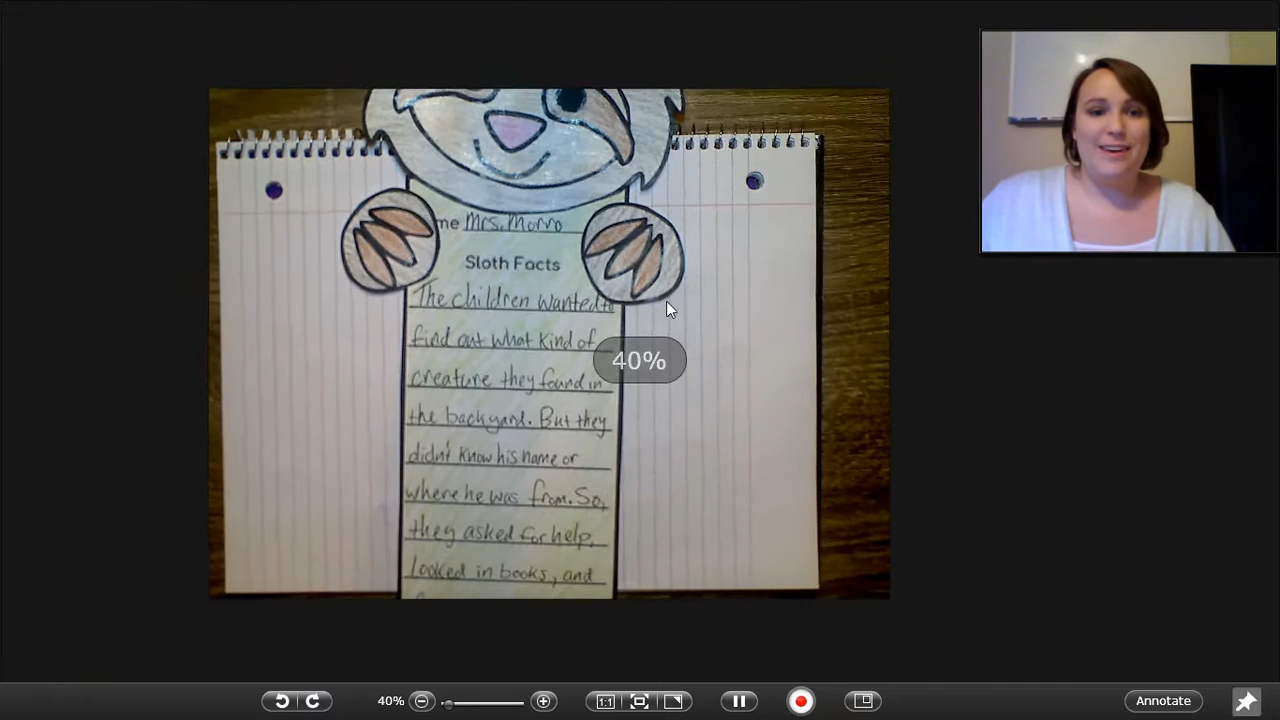 me Mrs. Morro
Sloth Facts
The children wanted to
find out what kind of
creature they found in
the backyard. But they
didn't know his name or
where he was from. So,
they asked for help,
looked in books, and
40%
40%
1:1
Annotate